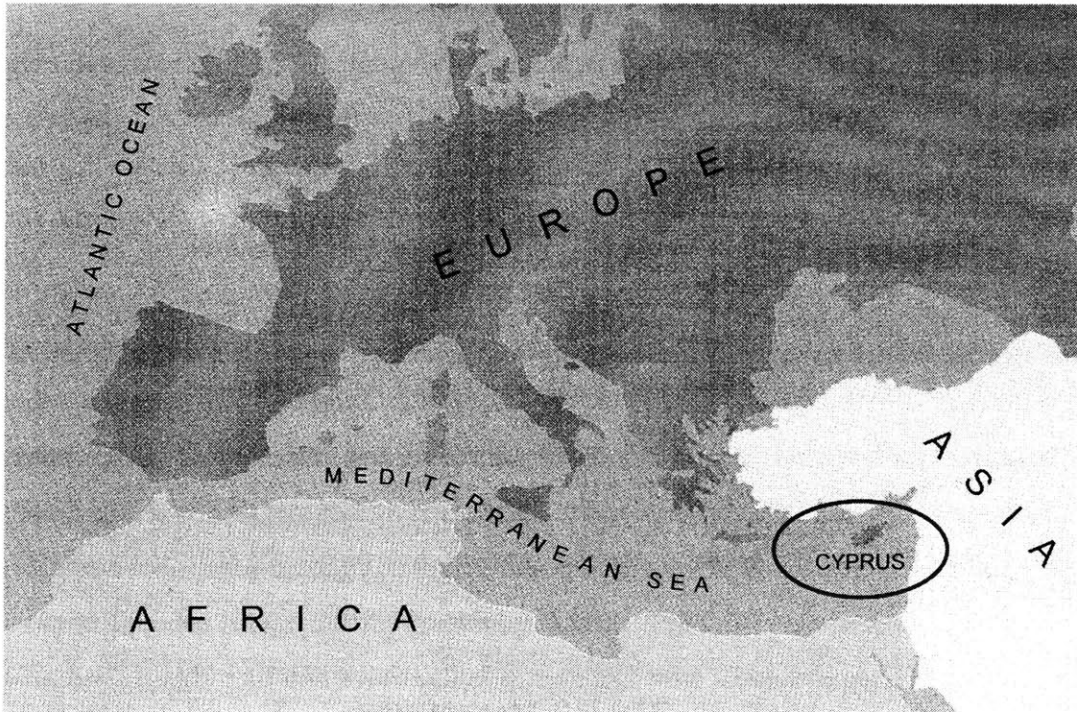 ATLANTIC OCEAN
EUROPE
ASIA
MEDITERRANEAN SEA
CYPRUS
AFRICA